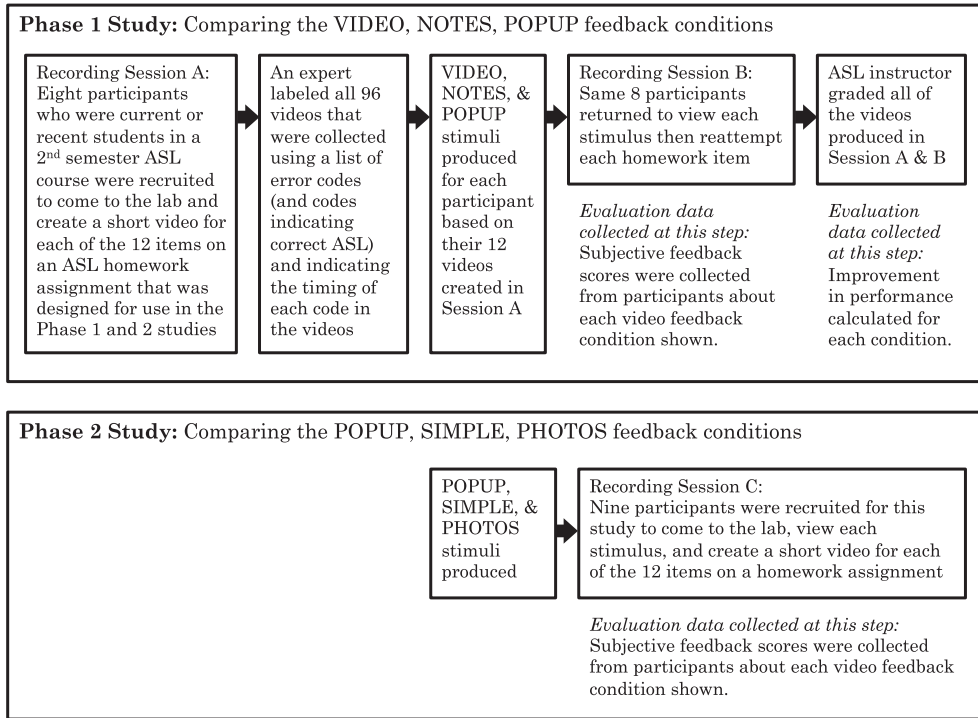 Phase 1 Study: Comparing the VIDEO, NOTES, POPUP feedback conditions
Recording Session A:
Eight participants
who were current or
recent students in a
2nd semester ASL
course were recruited
to come to the lab and
create a short video for
each of the 12 items on
an ASL homework
assignment that was
designed for use in the
Phase 1 and 2 studies
An expert
labeled all 96
videos that
were collected
using a list of
error codes
(and codes
indicating
correct ASL)
and indicating
the timing of
each code in
the videos
VIDEO,
NOTES, &
POPUP
stimuli
produced
for each
participant
based on
their 12
videos
created in
Session A
Recording Session B:
Same 8 participants
returned to view each
stimulus then reattempt
each homework item
Evaluation data
collected at this step:
Subjective feedback
scores were collected
from participants about
each video feedback
condition shown.
ASL instructor
graded all of
the videos
produced in
Session A & B
Evaluation
data collected
at this step:
Improvement
in performance
calculated for
each condition.
Phase 2 Study: Comparing the POPUP, SIMPLE, PHOTOS feedback conditions
POPUP,
SIMPLE, &
PHOTOS
stimuli
produced
Recording Session C:
Nine participants were recruited for this
study to come to the lab, view each
stimulus, and create a short video for each
of the 12 items on a homework assignment
Evaluation data collected at this step:
Subjective feedback scores were collected
from participants about each video feedback
condition shown.